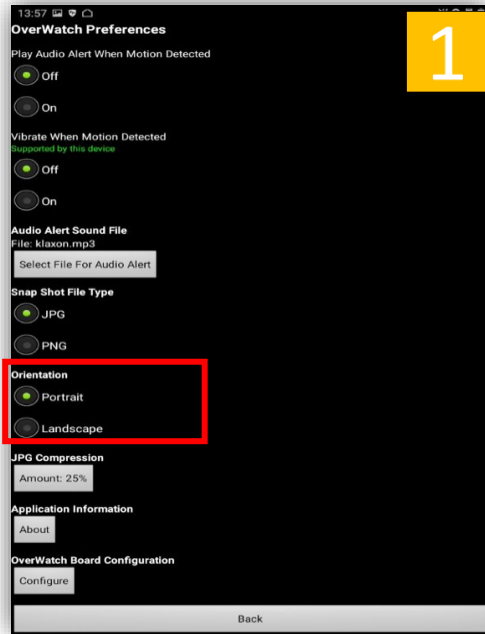 13:57
OverWatch Preferences
1
Play Audio Alert When Motion Detected
Off
On
Vibrate When Motion Detected
Supported by this device
Off
On
Audio Alert Sound File
File: klaxon.mp3
Select File For Audio Alert
Snap Shot File Type
JPG
PNG
Orientation
Portrait
Landscape
JPG Compression
Amount: 25%
Application Information
About
OverWatch Board Configuration
Configure
Back